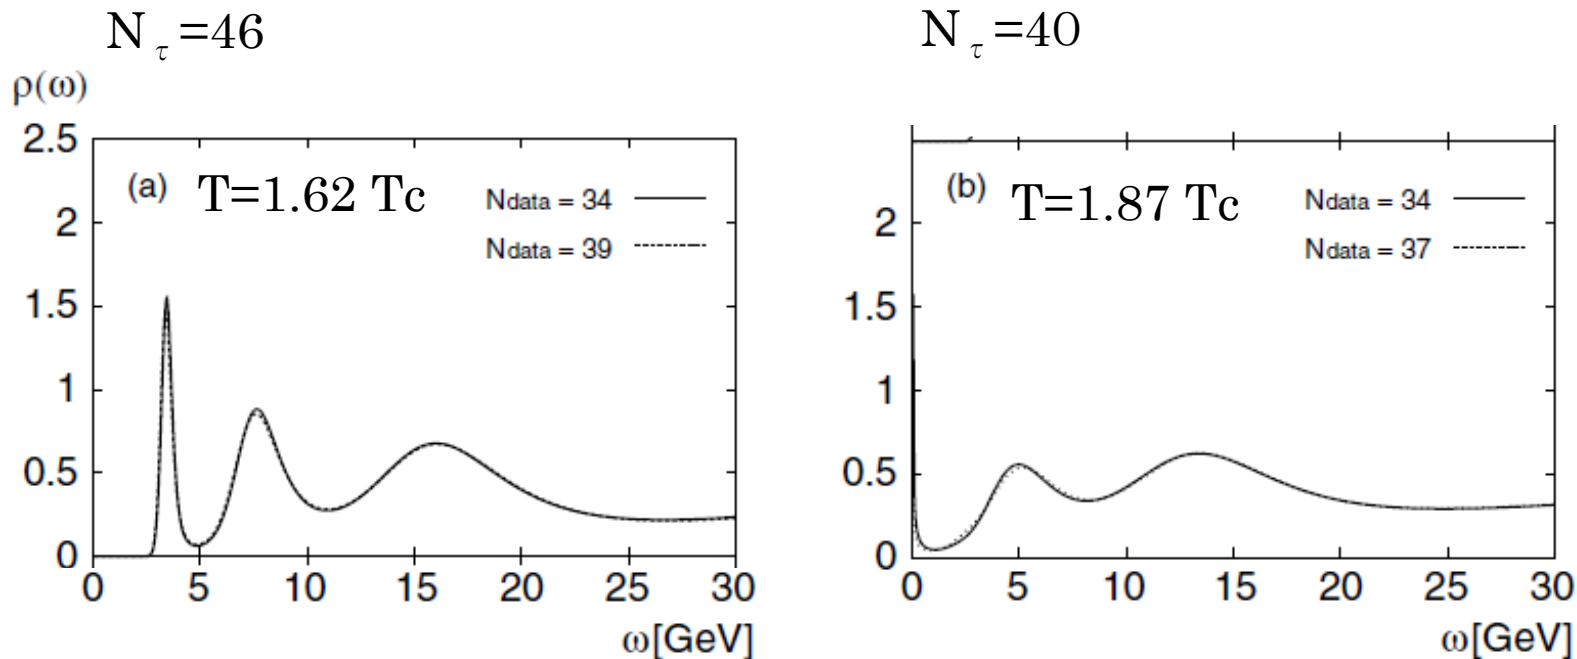 N τ =46
N τ =40
ρ(ω)
2.5
2
1.5
1
0.5
0
(a) T=1.62 Tc
Ndata = 34
Ndata = 39
0 5 10 15 20 25 30
ω[GeV]
(b) T=1.87 Tc
Ndata = 34
Ndata = 37
2
1.5
1
0.5
0
0 5 10 15 20 25 30
ω[GeV]